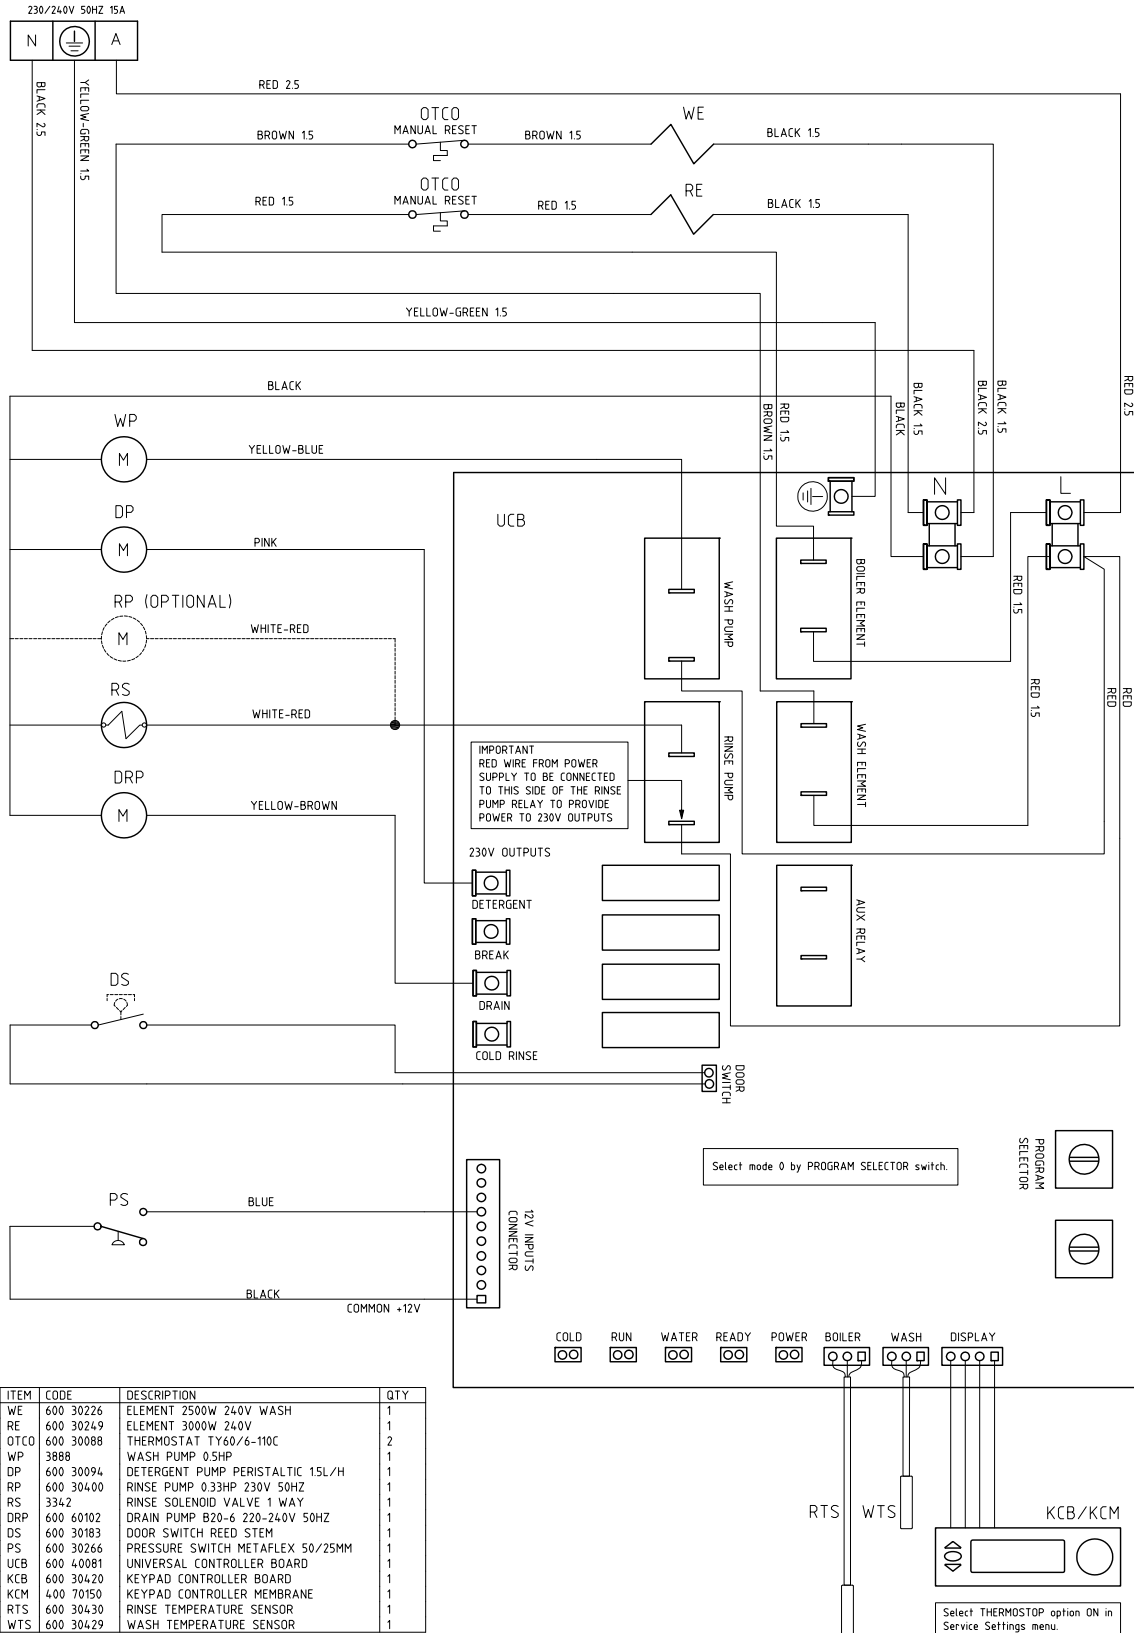 230/240V 50HZ 15A
N A
BLACK 2.5
YELLOW-GREEN 1.5
RED 2.5
OTCO
MANUAL RESET
WE
BROWN 1.5
BROWN 1.5
BLACK 1.5
OTCO
MANUAL RESET
RE
RED 1.5
RED 1.5
BLACK 1.5
YELLOW-GREEN 1.5
BLACK
BROWN 1.5
RED 1.5
BLACK
BLACK 1.5
BLACK 2.5
BLACK 1.5
RED 2.5
WP
M
YELLOW-BLUE
DP
M
PINK
RP (OPTIONAL)
M
WHITE-RED
RS
WHITE-RED
DRP
M
YELLOW-BROWN
UCB
N
L
WASH PUMP
BOILER ELEMENT
RED 1.5
RED 1.5
RED
RED
RINSE PUMP
WASH ELEMENT
IMPORTANT
RED WIRE FROM POWER
SUPPLY TO BE CONNECTED
TO THIS SIDE OF THE RINSE
PUMP RELAY TO PROVIDE
POWER TO 230V OUTPUTS
230V OUTPUTS
DETERGENT
BREAK
DRAIN
COLD RINSE
AUX RELAY
DS
DOOR
SWITCH
Select mode 0 by PROGRAM SELECTOR switch.
PROGRAM
SELECTOR
PS
BLUE
BLACK
COMMON +12V
12V INPUTS
CONNECTOR
COLD RUN WATER READY POWER BOILER WASH DISPLAY
ITEM CODE DESCRIPTION QTY
WE 600 30226 ELEMENT 2500W 240V WASH 1
RE 600 30249 ELEMENT 3000W 240V 1
OTCO 600 30088 THERMOSTAT TY60/6-110C 2
WP 3888 WASH PUMP 0.5HP 1
DP 600 30094 DETERGENT PUMP PERISTALTIC 1.5L/H 1
RP 600 30400 RINSE PUMP 0.33HP 230V 50HZ 1
RS 3342 RINSE SOLENOID VALVE 1 WAY 1
DRP 600 60102 DRAIN PUMP B20-6 220-240V 50HZ 1
DS 600 30183 DOOR SWITCH REED STEM 1
PS 600 30266 PRESSURE SWITCH METAFLEX 50/25MM 1
UCB 600 40081 UNIVERSAL CONTROLLER BOARD 1
KCB 600 30420 KEYPAD CONTROLLER BOARD 1
KCM 400 70150 KEYPAD CONTROLLER MEMBRANE 1
RTS 600 30430 RINSE TEMPERATURE SENSOR 1
WTS 600 30429 WASH TEMPERATURE SENSOR 1
RTS WTS KCB/KCM
Select THERMOSTOP option ON in
Service Settings menu.